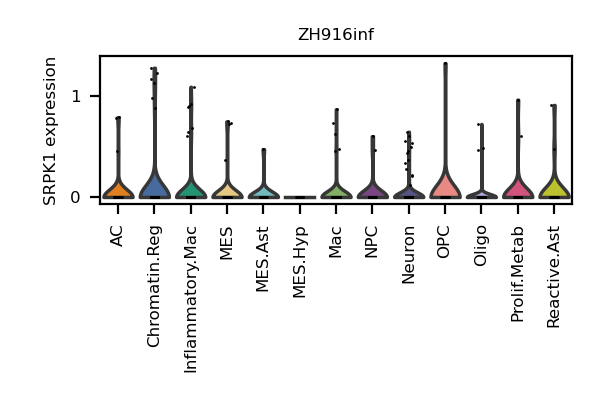 ZH916inf
SRPK1 expression
1
0
AC
Chromatin.Reg
Inflammatory.Mac
MES
MES.Ast
MES.Hyp
Mac
NPC
Neuron
OPC
Oligo
Prolif.Metab
Reactive.Ast